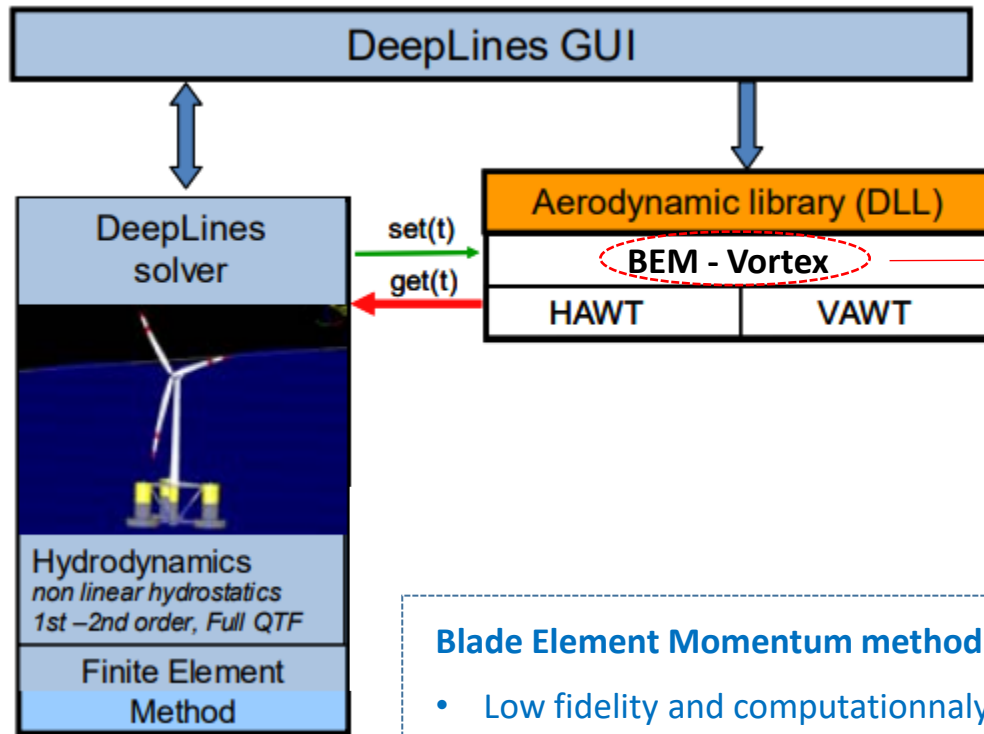 DeepLines GUI
DeepLines
solver
set(t)
get(t)
Aerodynamic library (DLL)
BEM - Vortex
HAWT
VAWT
Hydrodynamics
non linear hydrostatics
1st –2nd order, Full QTF
Finite Element
Method
Blade Element Momentum method
• Low fidelity and computationnaly